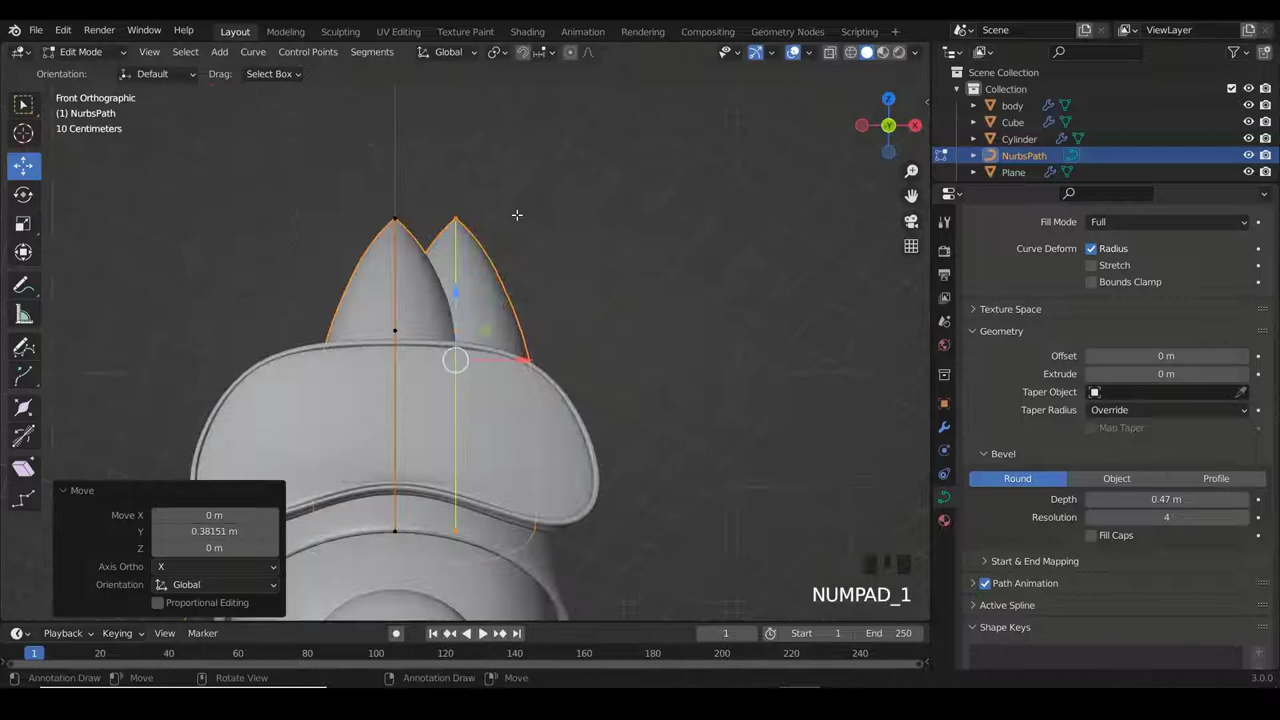 File Edit Render Window Help Layout Modeling Sculpting UV Editing Texture Paint Shading Animation Rendering Compositing Geometry Nodes Scripting + Scene ViewLayer
Edit Mode View Select Add Curve Control Points Segments Global
Orientation: Default Drag: Select Box
Front Orthographic
(1) NurbsPath
10 Centimeters
Z
X
-Y
Scene Collection
Collection
body
Cube
Cylinder
NurbsPath
Plane
Fill Mode Full
Curve Deform Radius
Stretch
Bounds Clamp
Texture Space
Geometry
Offset 0 m
Extrude 0 m
Taper Object
Taper Radius Override
Map Taper
Bevel
Round Object Profile
Depth 0.47 m
Resolution 4
Fill Caps
Start & End Mapping
Path Animation
Active Spline
Shape Keys
Move
Move X 0 m
Y 0.38151 m
Z 0 m
Axis Ortho X
Orientation Global
Proportional Editing
NUMPAD_1
Playback Keying View Marker 1 Start 1 End 250
1 20 40 60 80 100 120 140 160 180 200 220 240
Annotation Draw Move Rotate View Annotation Draw Move 3.0.0